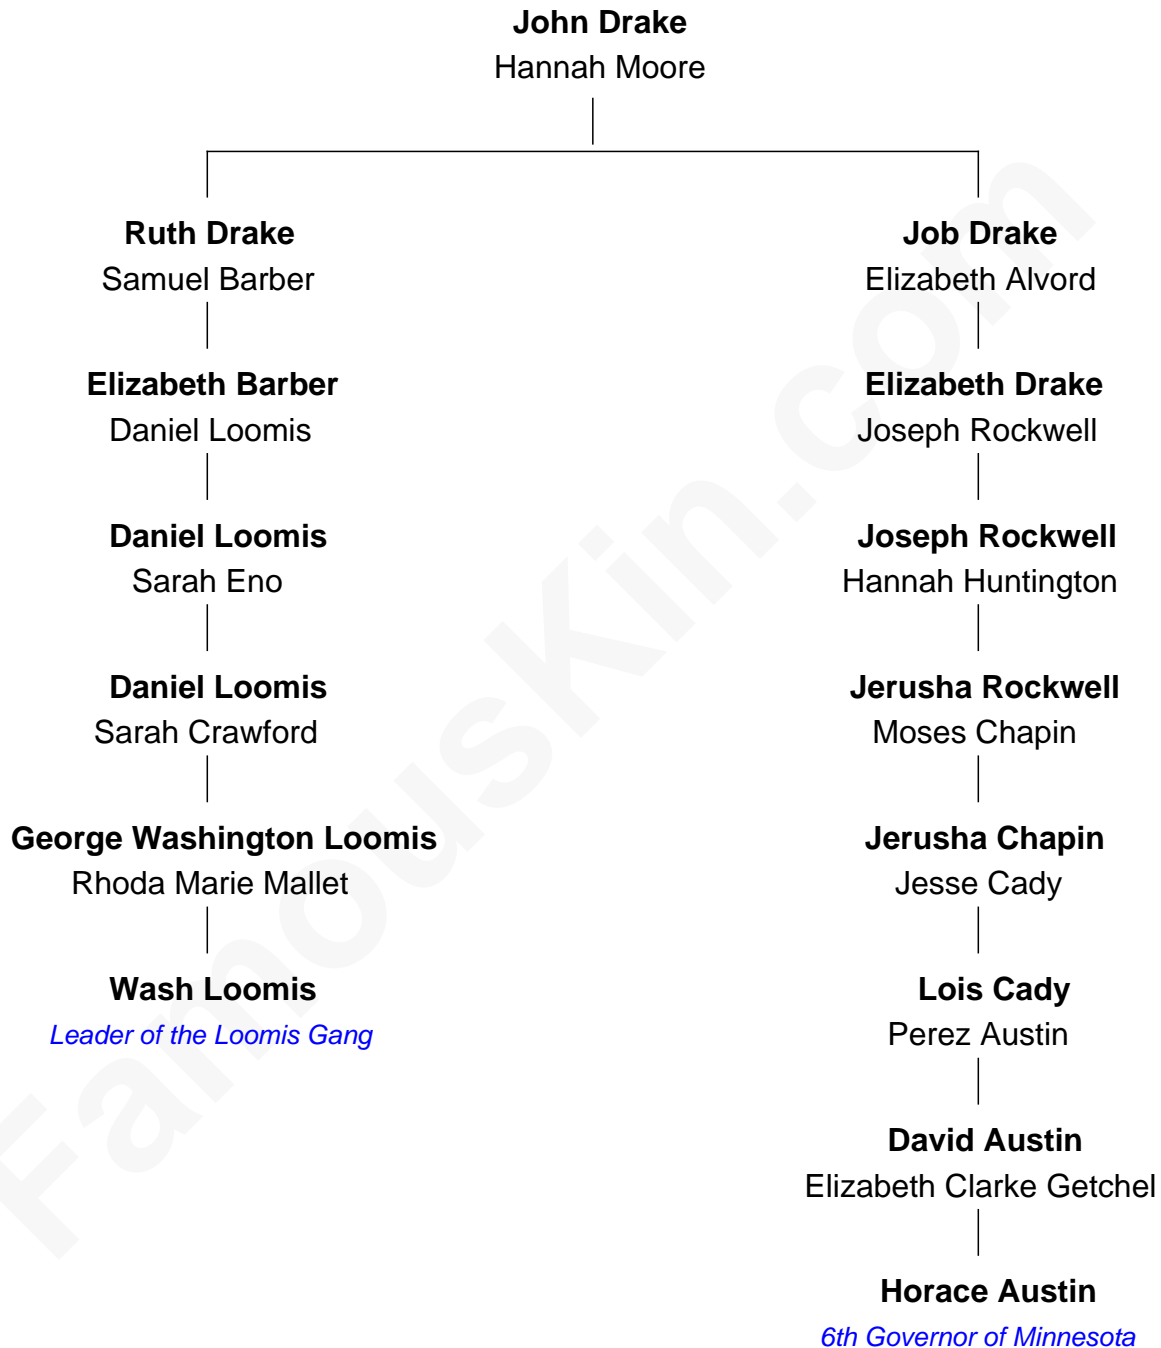 John Drake
Hannah Moore
Ruth Drake
Samuel Barber
Elizabeth Barber
Daniel Loomis
Daniel Loomis
Sarah Eno
Daniel Loomis
Sarah Crawford
George Washington Loomis
Rhoda Marie Mallet
Wash Loomis
Leader of the Loomis Gang
Job Drake
Elizabeth Alvord
Elizabeth Drake
Joseph Rockwell
Joseph Rockwell
Hannah Huntington
Jerusha Rockwell
Moses Chapin
Jerusha Chapin
Jesse Cady
Lois Cady
Perez Austin
David Austin
Elizabeth Clarke Getchel
Horace Austin
6th Governor of Minnesota
FamousKin.com